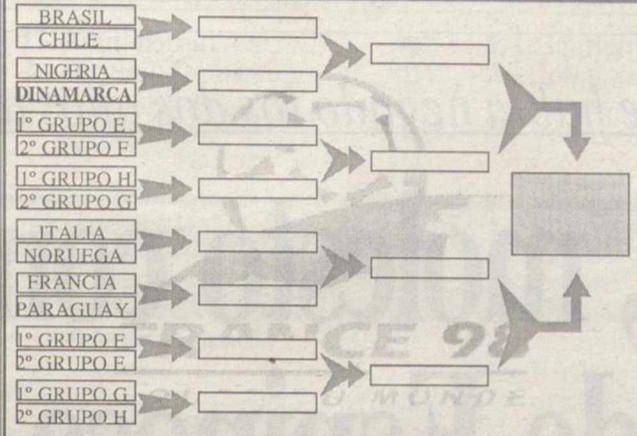 BRASIL
CHILE
NIGERIA
DINAMARCA
1º GRUPO E
2º GRUPO F
1º GRUPO H
2º GRUPO G
ITALIA
NORUEGA
FRANCIA
PARAGUAY
1º GRUPO F
2º GRUPO E
1º GRUPO G
2º GRUPO H
FRANCE 98
MONDE